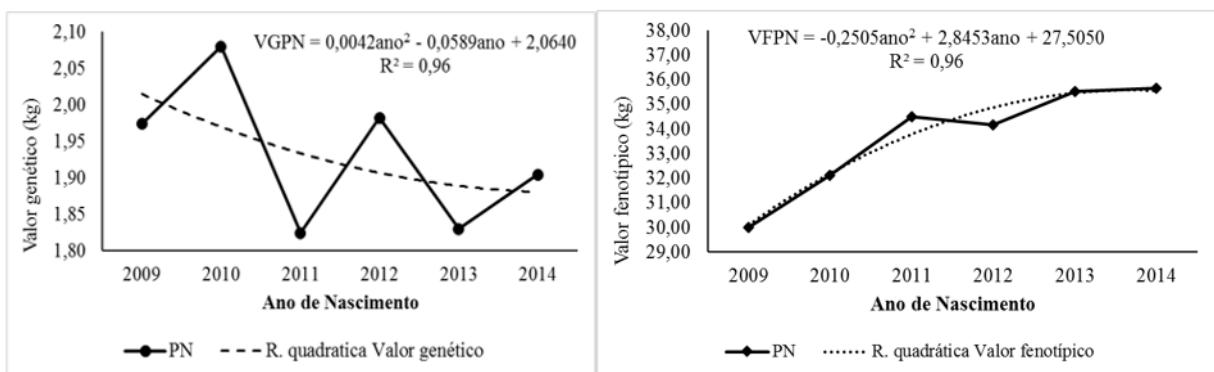 VGPN = 0,0042ano² - 0,0589ano + 2,0640
R² = 0,96
Valor genético (kg)
2,10
2,05
2,00
1,95
1,90
1,85
1,80
2009 2010 2011 2012 2013 2014
Ano de Nascimento
PN R. quadratica Valor genético
VFPN = -0,2505ano² + 2,8453ano + 27,5050
R² = 0,96
Valor fenotípico (kg)
38,00
37,00
36,00
35,00
34,00
33,00
32,00
31,00
30,00
29,00
2009 2010 2011 2012 2013 2014
Ano de Nascimento
PN R. quadrática Valor fenotípico